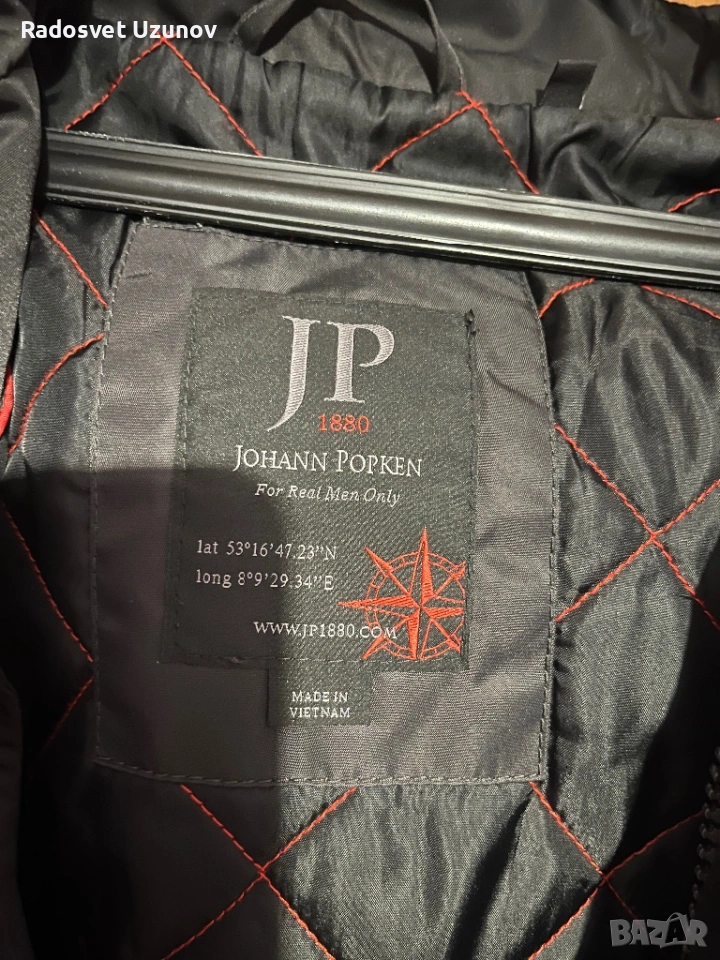 Radosvet Uzunov
JP
1880
JOHANN POPKEN
For Real Men Only
lat 53°16'47.23"N
long 8°9'29.34"E
WWW.JP1880.COM
MADE IN
VIETNAM
BAZAR